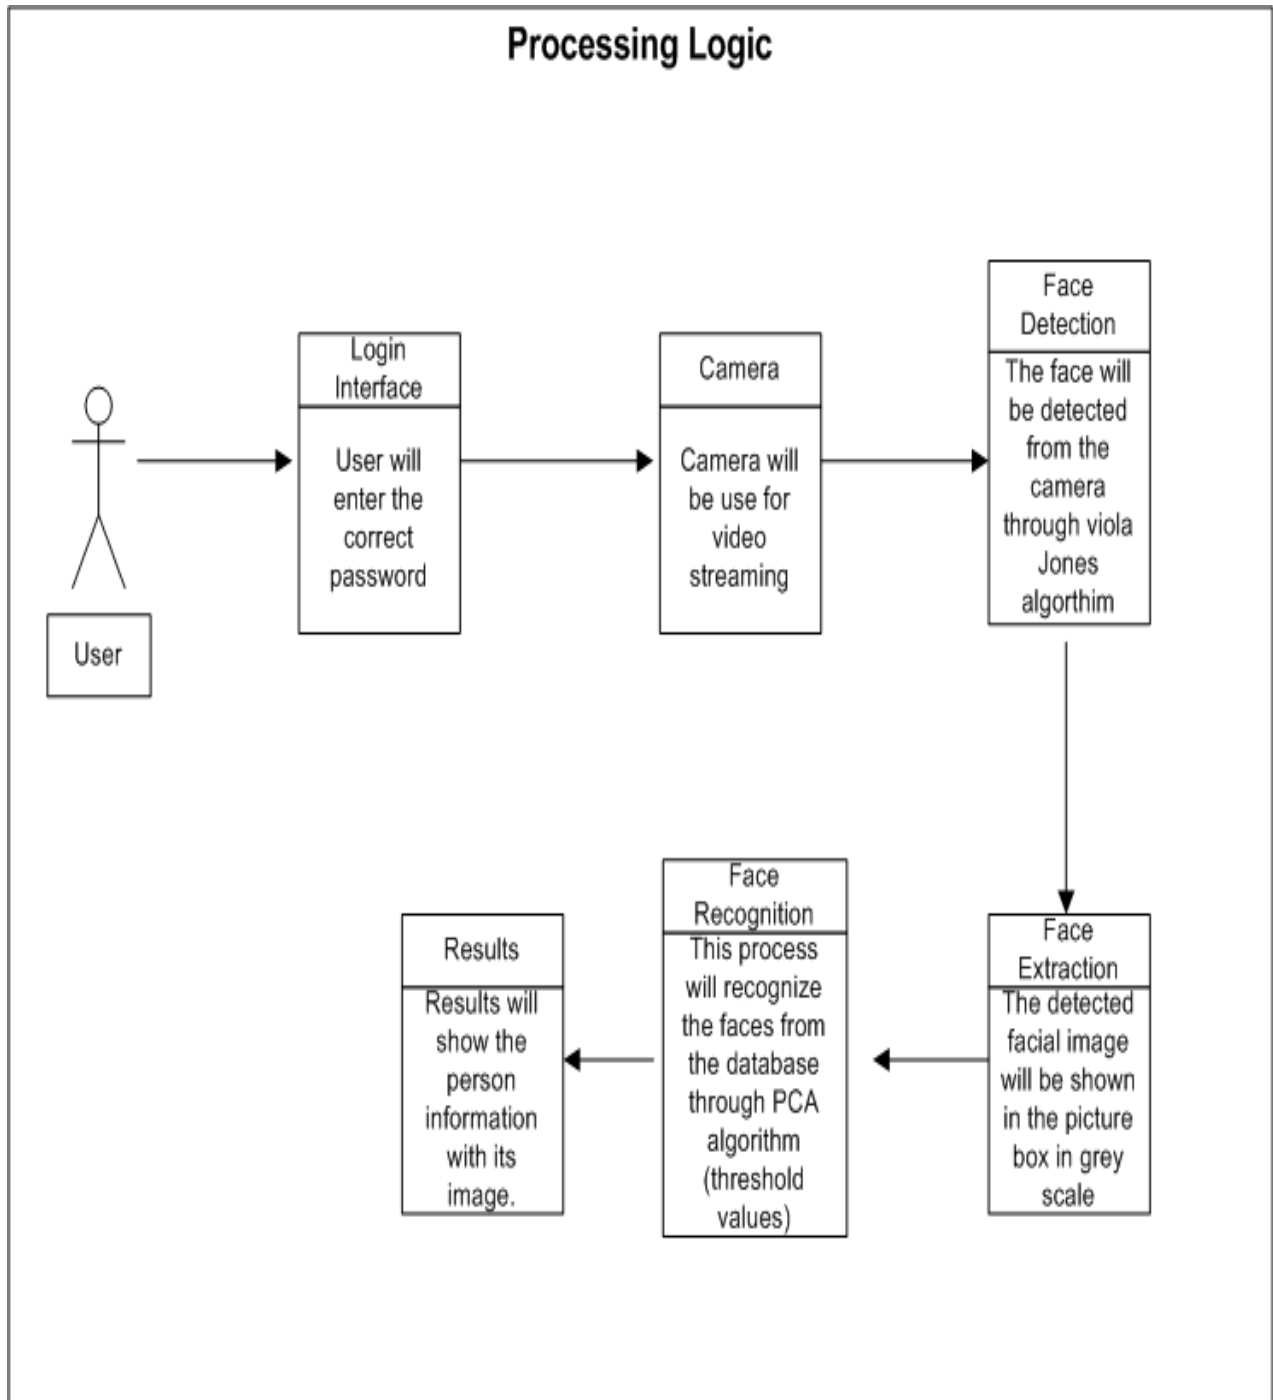 Processing Logic
User
Login
Interface
User will
enter the
correct
password
Camera
Camera will
be use for
video
streaming
Face
Detection
The face will
be detected
from the
camera
through viola
Jones
algorthim
Face
Extraction
The detected
facial image
will be shown
in the picture
box in grey
scale
Face
Recognition
This process
will recognize
the faces from
the database
through PCA
algorithm
(threshold
values)
Results
Results will
show the
person
information
with its
image.